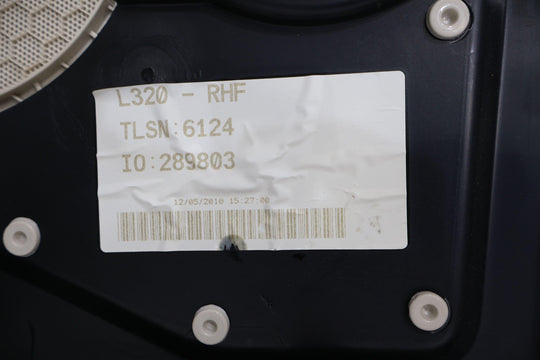 L320 - RHF
TLSN:6124
IO:289803
12/05/2010 15:27:00